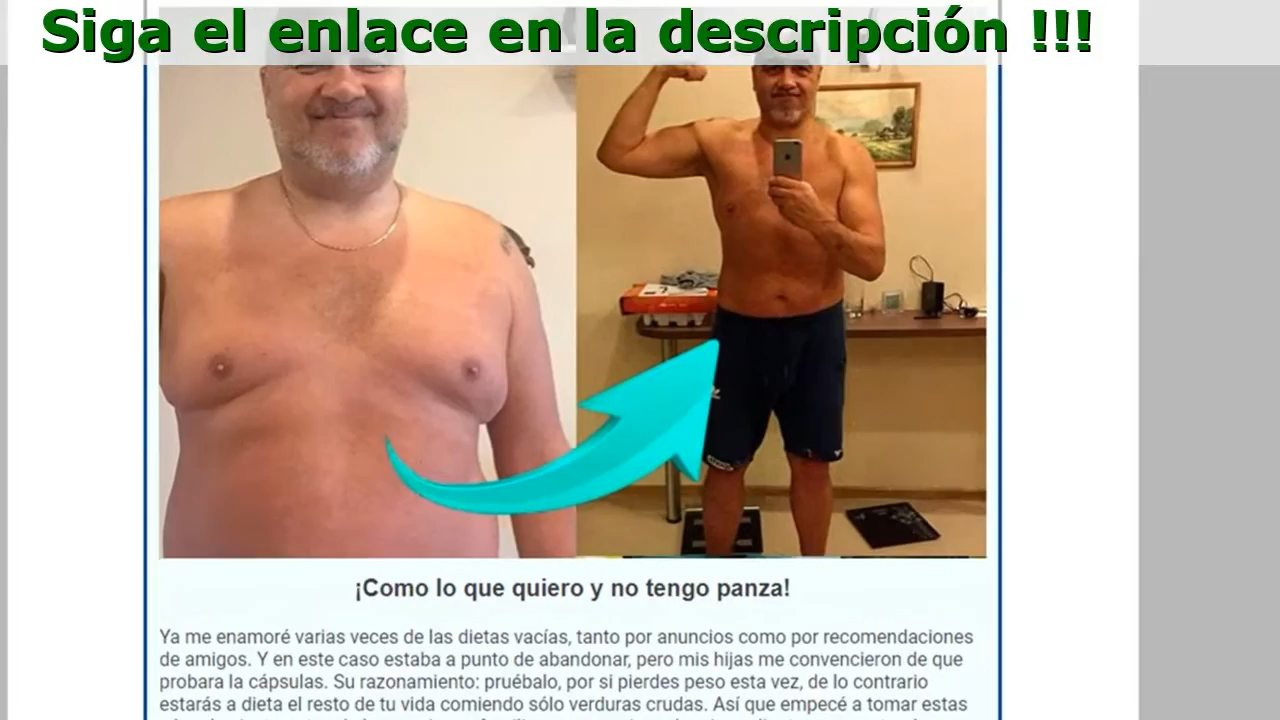 Siga el enlace en la descripción !!!
¡Como lo que quiero y no tengo panza!
Ya me enamoré varias veces de las dietas vacías, tanto por anuncios como por recomendaciones
de amigos. Y en este caso estaba a punto de abandonar, pero mis hijas me convencieron de que
probara la cápsulas. Su razonamiento: pruébalo, por si pierdes peso esta vez, de lo contrario
estarás a dieta el resto de tu vida comiendo sólo verduras crudas. Así que empecé a tomar estas